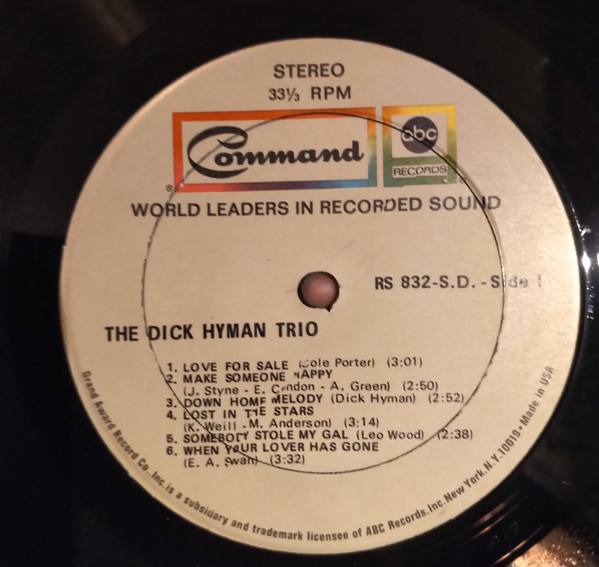 STEREO
33⅓ RPM
Command
abc
RECORDS
®
®
WORLD LEADERS IN RECORDED SOUND
RS 832-S.D. - Side 1
THE DICK HYMAN TRIO
1. LOVE FOR SALE (Cole Porter) (3:01)
2. MAKE SOMEONE HAPPY
(J. Styne - E. Condon - A. Green) (2:50)
3. DOWN HOME MELODY (Dick Hyman) (2:52)
4. LOST IN THE STARS
(K. Weill - M. Anderson) (3:14)
5. SOMEBODY STOLE MY GAL (Leo Wood) (2:38)
6. WHEN YOUR LOVER HAS GONE
(E. A. Swan) (3:32)
Grand Award Record Co., Inc. is a subsidiary and trademark licensee of ABC Records, Inc. New York, N.Y. 10019 • Made in USA